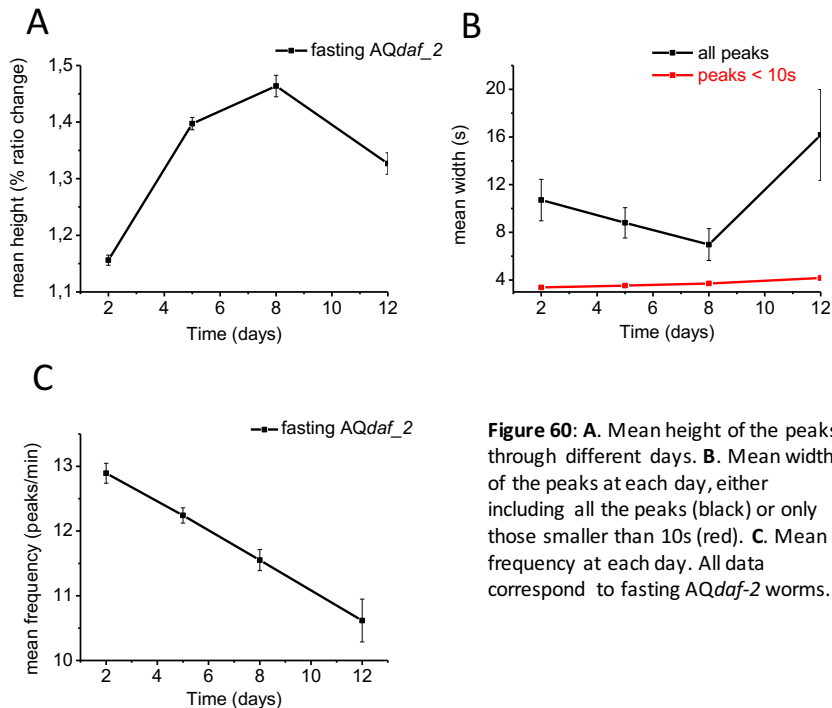 A
fasting AQdaf_2
1,5
1,4
1,3
1,2
1,1
2 4 6 8 10 12
mean height (% ratio change)
Time (days)
B
all peaks
peaks < 10s
20
16
12
8
4
2 4 6 8 10 12
mean width (s)
Time (days)
C
fasting AQdaf_2
13
12
11
10
2 4 6 8 10 12
mean frequency (peaks/min)
Time (days)
Figure 60: A. Mean height of the peaks
through different days. B. Mean width
of the peaks at each day, either
including all the peaks (black) or only
those smaller than 10s (red). C. Mean
frequency at each day. All data
correspond to fasting AQdaf-2 worms.